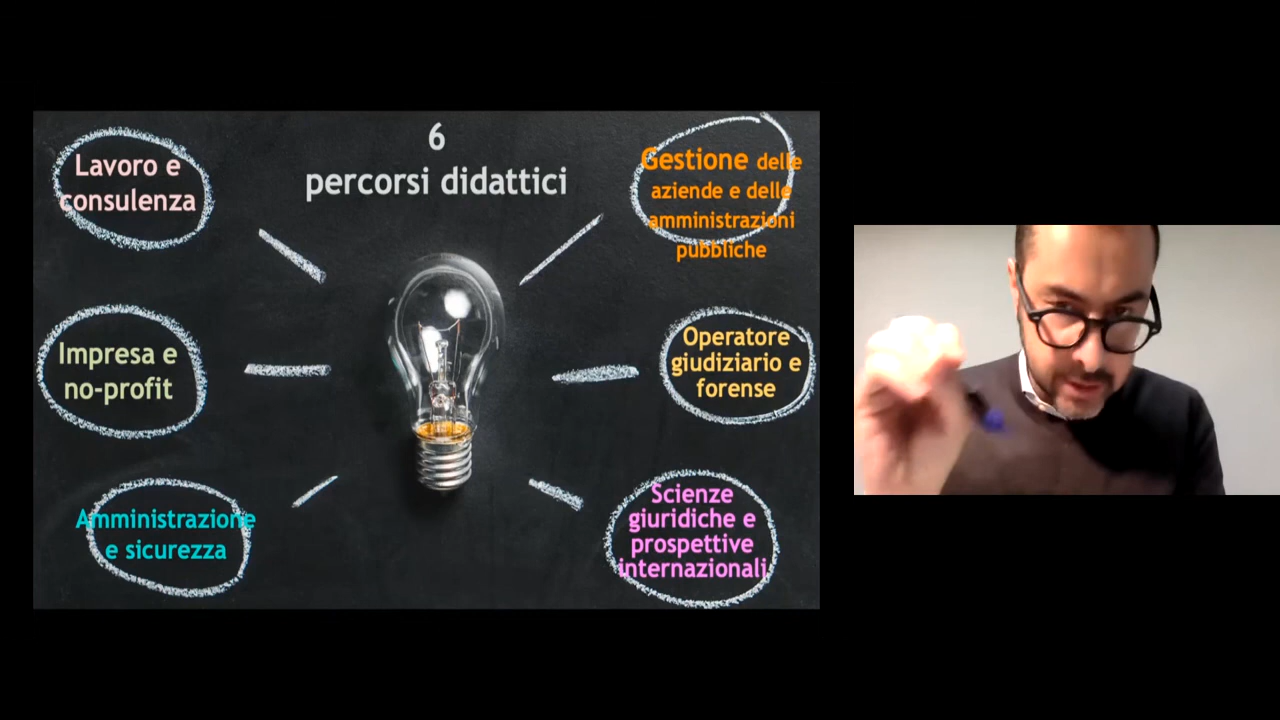 6
percorsi didattici
Lavoro e
consulenza
Gestione delle
aziende e delle
amministrazioni
pubbliche
Impresa e
no-profit
Operatore
giudiziario e
forense
Amministrazione
e sicurezza
Scienze
giuridiche e
prospettive
internazionali